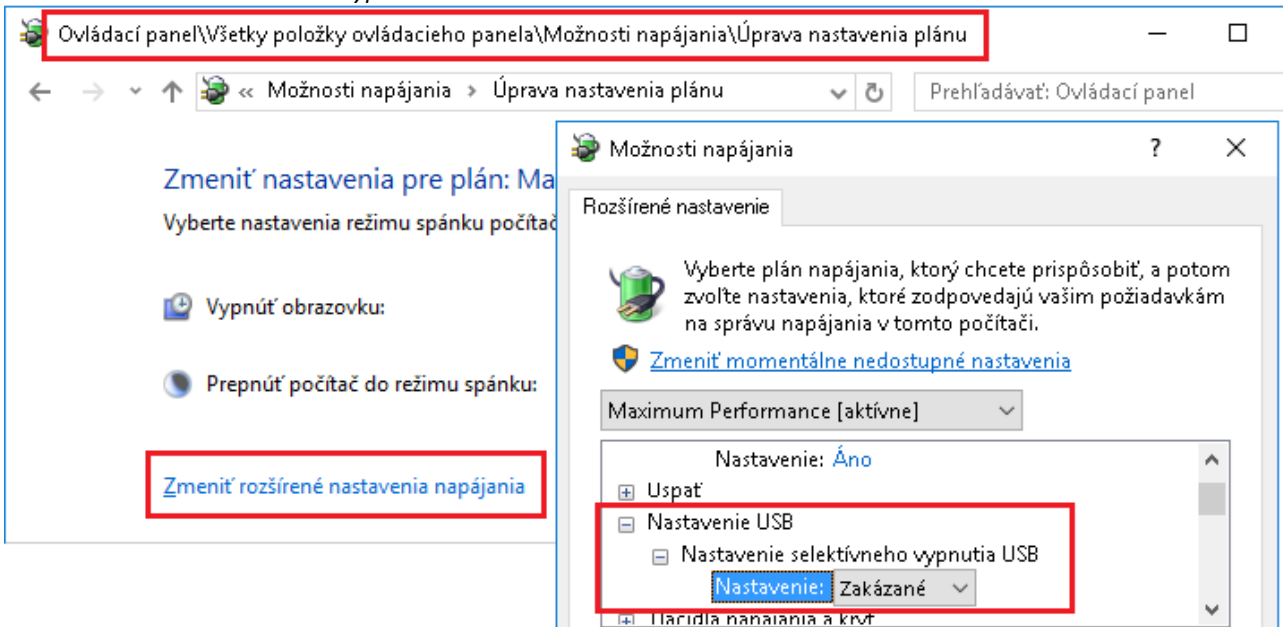 Ovládací panel\Všetky položky ovládacieho panela\Možnosti napájania\Úprava nastavenia plánu
« Možnosti napájania > Úprava nastavenia plánu
Prehľadávať: Ovládací panel
Zmeniť nastavenia pre plán: Ma
Vyberte nastavenia režimu spánku počítač
Vypnúť obrazovku:
Prepnúť počítač do režimu spánku:
Zmeniť rozšírené nastavenia napájania
Možnosti napájania
?
Rozšírené nastavenie
Vyberte plán napájania, ktorý chcete prispôsobiť, a potom
zvoľte nastavenia, ktoré zodpovedajú vašim požiadavkám
na správu napájania v tomto počítači.
Zmeniť momentálne nedostupné nastavenia
Maximum Performance [aktívne]
Nastavenie: Áno
Uspať
Nastavenie USB
Nastavenie selektívneho vypnutia USB
Nastavenie: Zakázané
Tlačidlá napájania a kryt